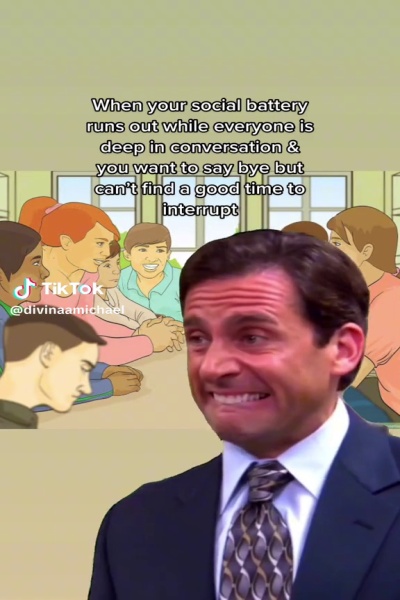 When your social battery
runs out while everyone is
deep in conversation &
you want to say bye but
can't find a good time to
interrupt
TikTok
@divinaamichael